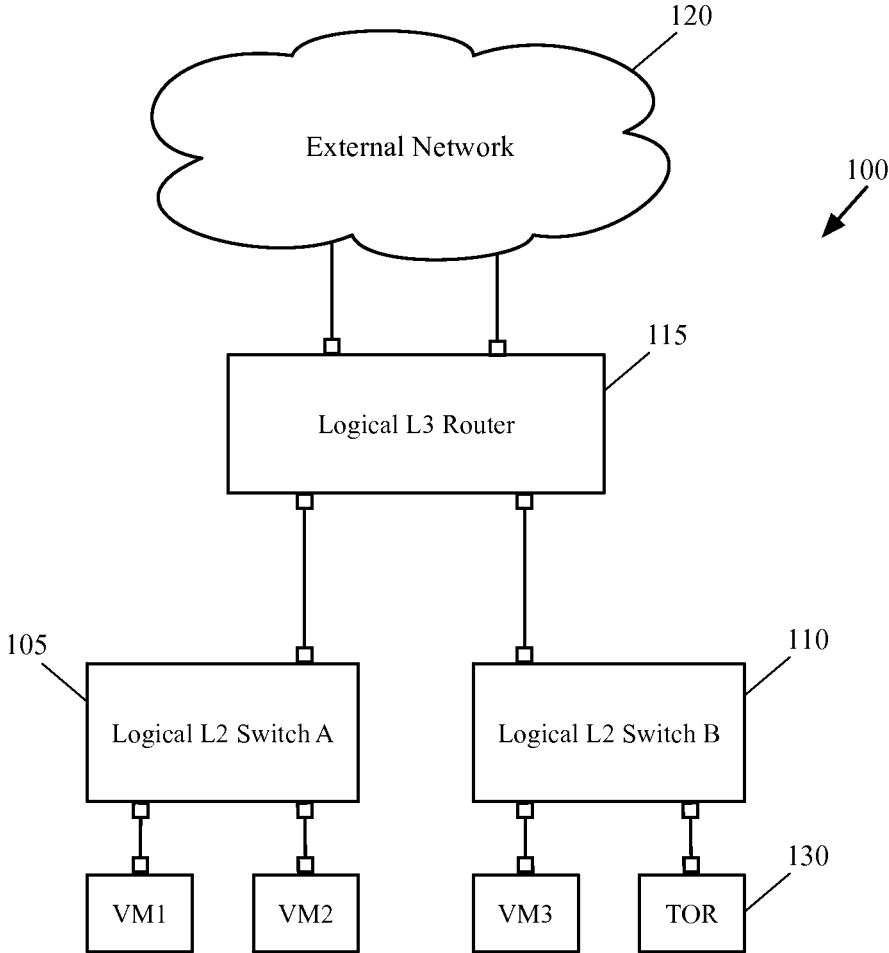 120
External Network
100
115
Logical L3 Router
105
110
Logical L2 Switch A
Logical L2 Switch B
130
VM1
VM2
VM3
TOR